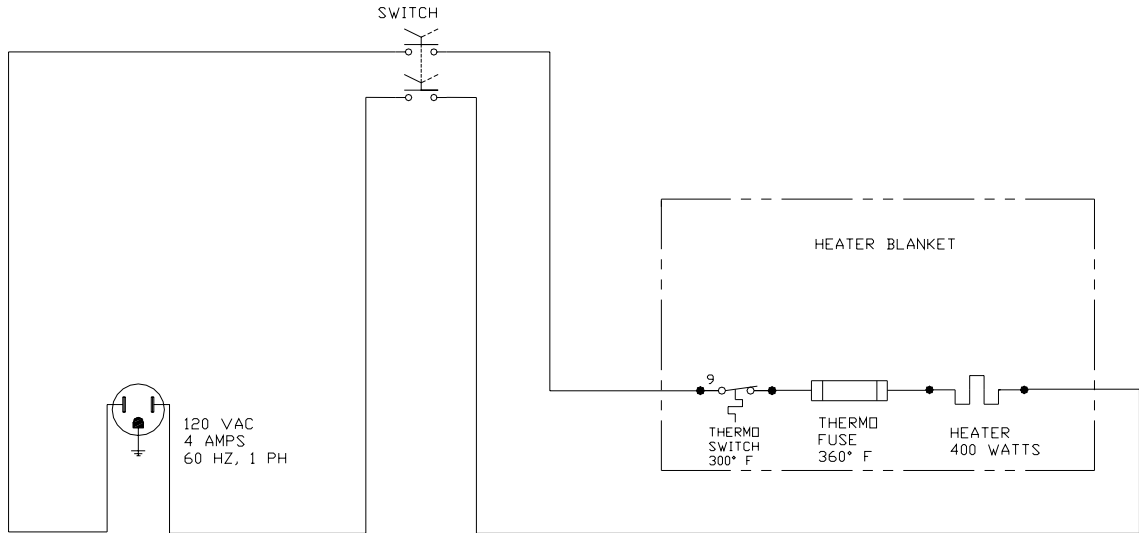 SWITCH
HEATER BLANKET
9
THERMO
SWITCH
300° F
THERMO
FUSE
360° F
HEATER
400 WATTS
120 VAC
4 AMPS
60 HZ, 1 PH